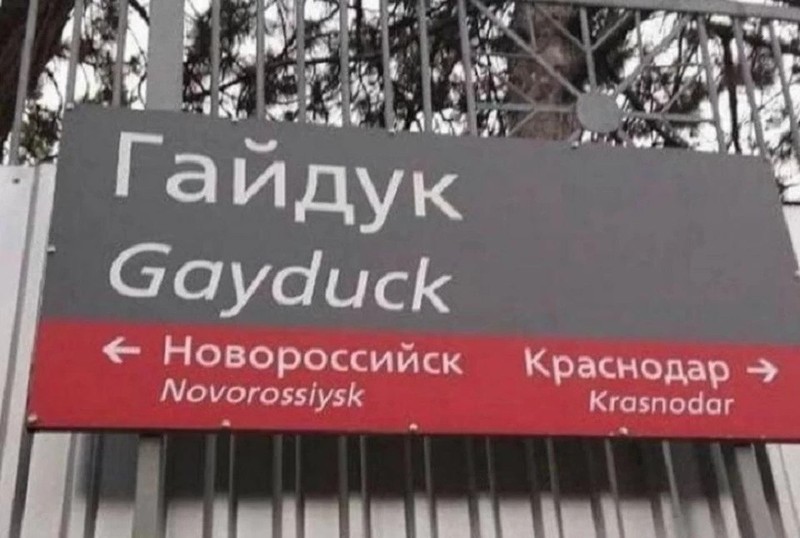 Гайдук
Gayduck
← Новороссийск
Novorossiysk
Краснодар →
Krasnodar